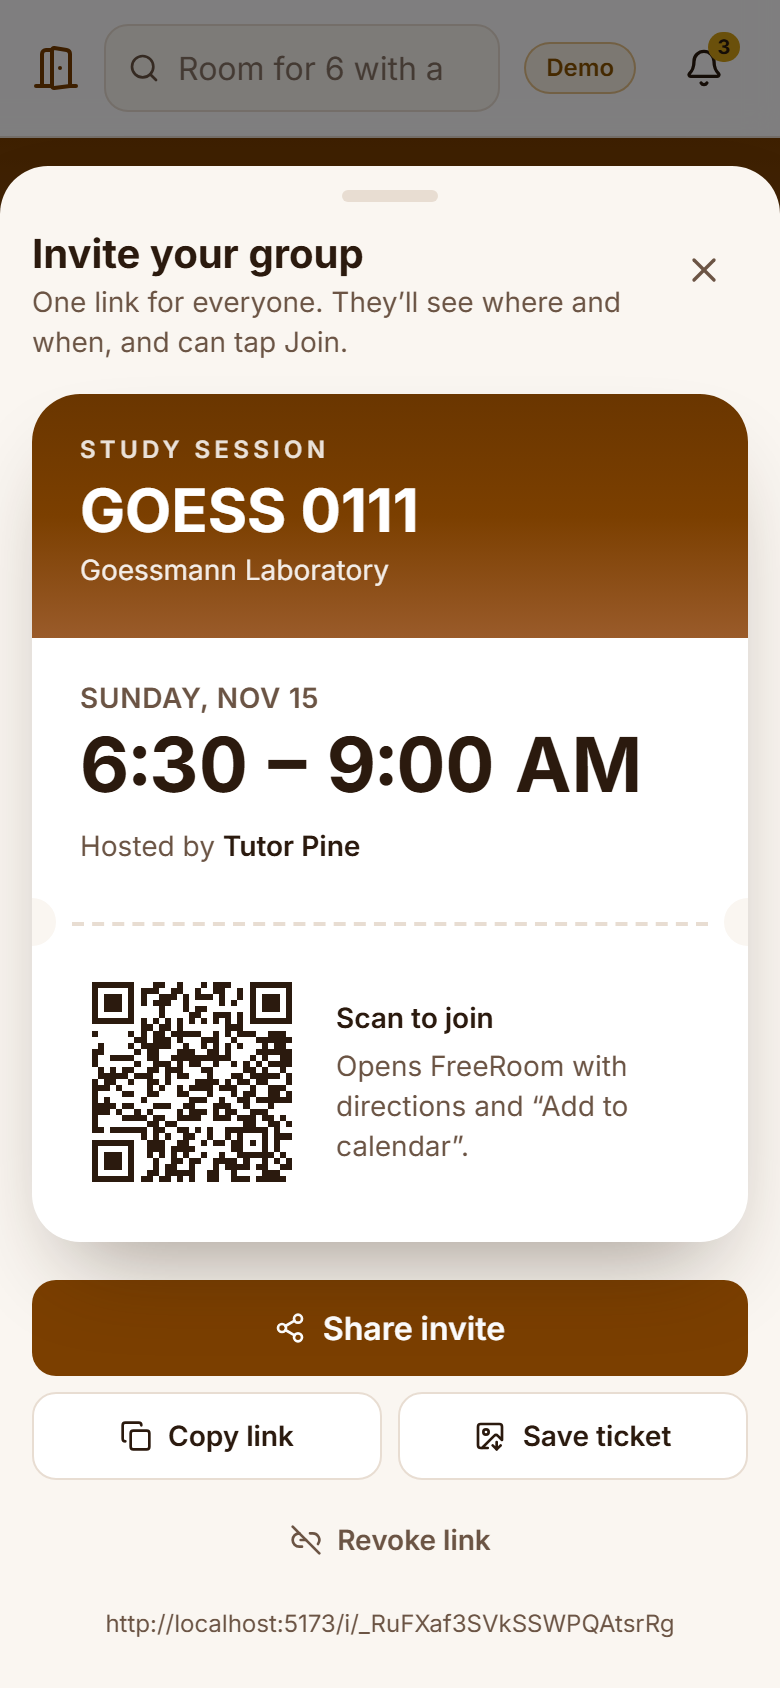 Room for 6 with a
Demo
3
Invite your group
One link for everyone. They’ll see where and
when, and can tap Join.
STUDY SESSION
GOESS 0111
Goessmann Laboratory
SUNDAY, NOV 15
6:30 – 9:00 AM
Hosted by Tutor Pine
Scan to join
Opens FreeRoom with
directions and “Add to
calendar”.
Share invite
Copy link
Save ticket
Revoke link
http://localhost:5173/i/_RuFXaf3SVkSSWPQAtsrRg